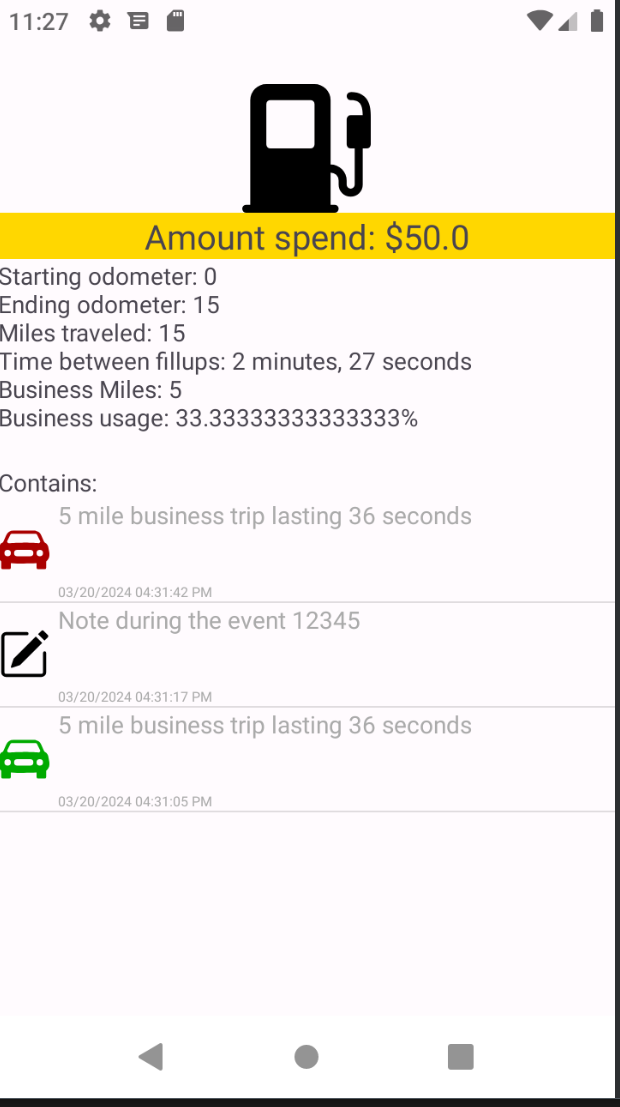 11:27
Amount spend: $50.0
Starting odometer: 0
Ending odometer: 15
Miles traveled: 15
Time between fillups: 2 minutes, 27 seconds
Business Miles: 5
Business usage: 33.33333333333333%
Contains:
5 mile business trip lasting 36 seconds
03/20/2024 04:31:42 PM
Note during the event 12345
03/20/2024 04:31:17 PM
5 mile business trip lasting 36 seconds
03/20/2024 04:31:05 PM